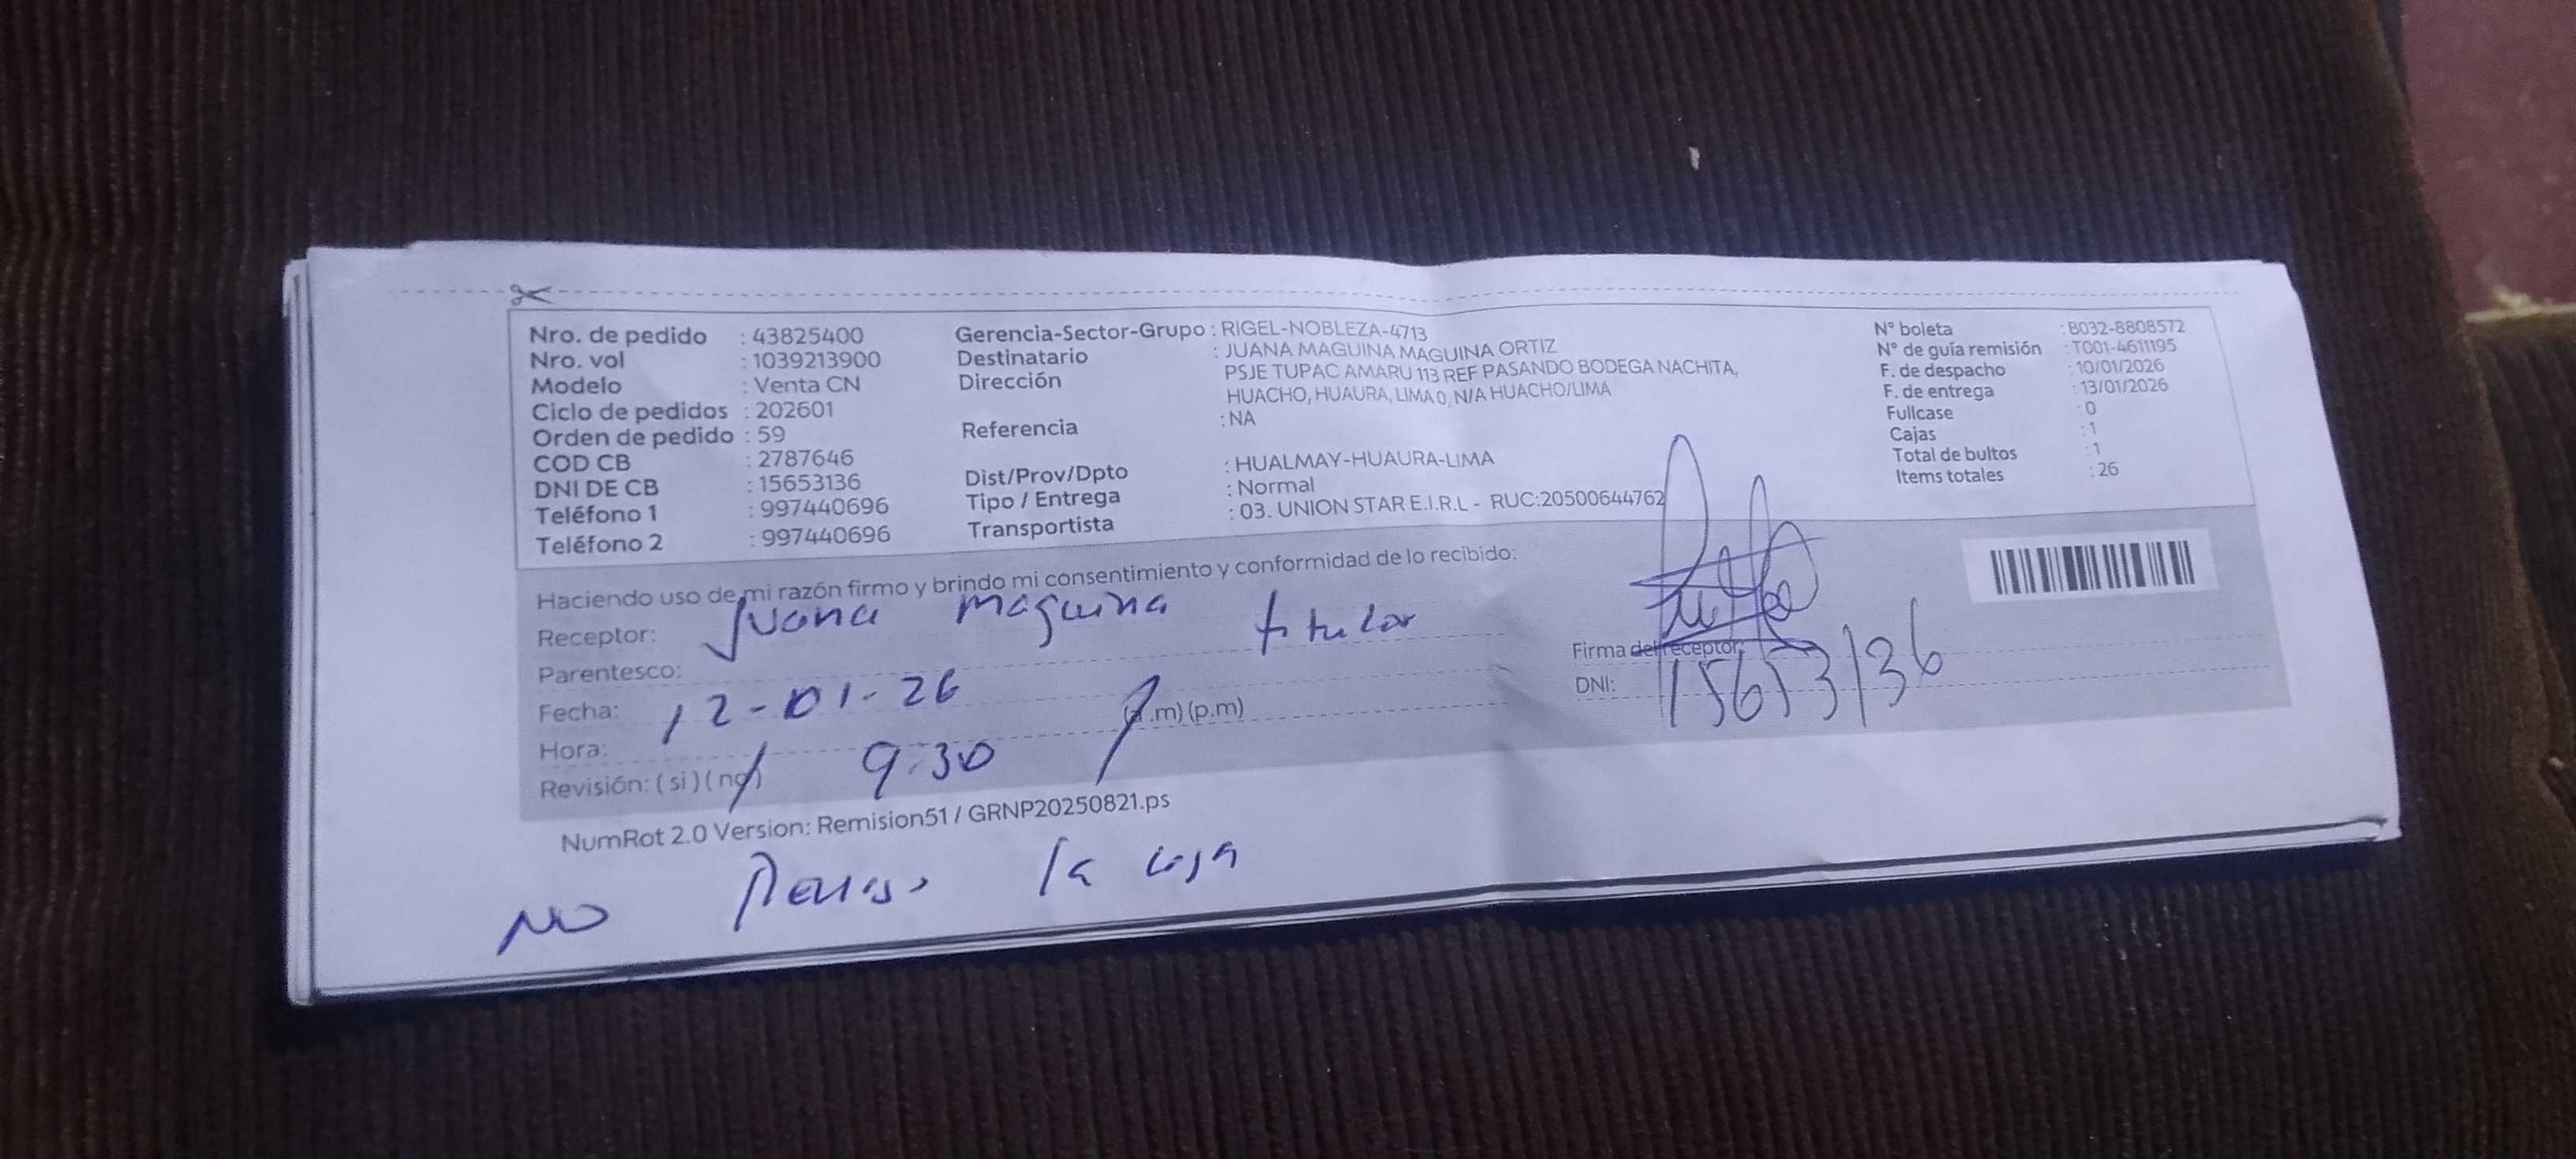 Nro. de pedido : 43825400
Nro. vol : 1039213900
Modelo : Venta CN
Ciclo de pedidos : 202601
Orden de pedido : 59
COD CB : 2787646
DNI DE CB : 15653136
Teléfono 1 : 997440696
Teléfono 2 : 997440696
Gerencia-Sector-Grupo : RIGEL-NOBLEZA-4713
Destinatario : JUANA MAGUINA MAGUINA ORTIZ
Dirección PSJE TUPAC AMARU 113 REF PASANDO BODEGA NACHITA,
HUACHO, HUAURA, LIMA 0, N/A HUACHO/LIMA
Referencia : NA
Dist/Prov/Dpto : HUALMAY-HUAURA-LIMA
Tipo / Entrega : Normal
Transportista : 03. UNION STAR E.I.R.L - RUC:20500644762
N° boleta : B032-8808572
N° de guía remisión : T001-4611195
F. de despacho : 10/01/2026
F. de entrega : 13/01/2026
Fullcase : 0
Cajas : 1
Total de bultos : 1
Items totales : 26
Haciendo uso de mi razón firmo y brindo mi consentimiento y conformidad de lo recibido:
Receptor: Juana maguina
Parentesco: titular
Fecha: 12-01-26
Hora: 9:30 (a.m) (p.m)
Revisión: (si) (no)
Firma del receptor:
DNI: 15653136
NumRot 2.0 Version: Remision51 / GRNP20250821.ps
NO Reviso la caja